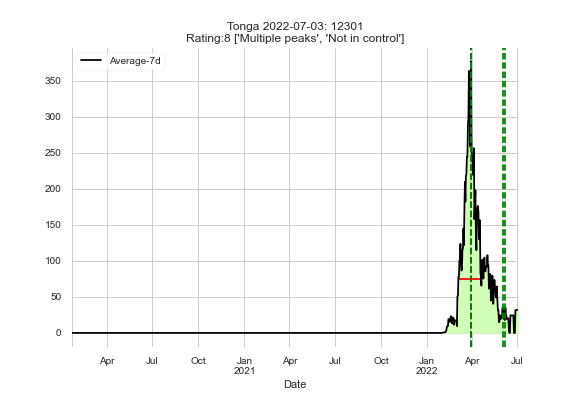 Tonga 2022-07-03: 12301
Rating:8 ['Multiple peaks', 'Not in control']
Average-7d
350
300
250
200
150
100
50
0
Apr Jul Oct Jan Apr Jul Oct Jan Apr Jul
2021 2022
Date